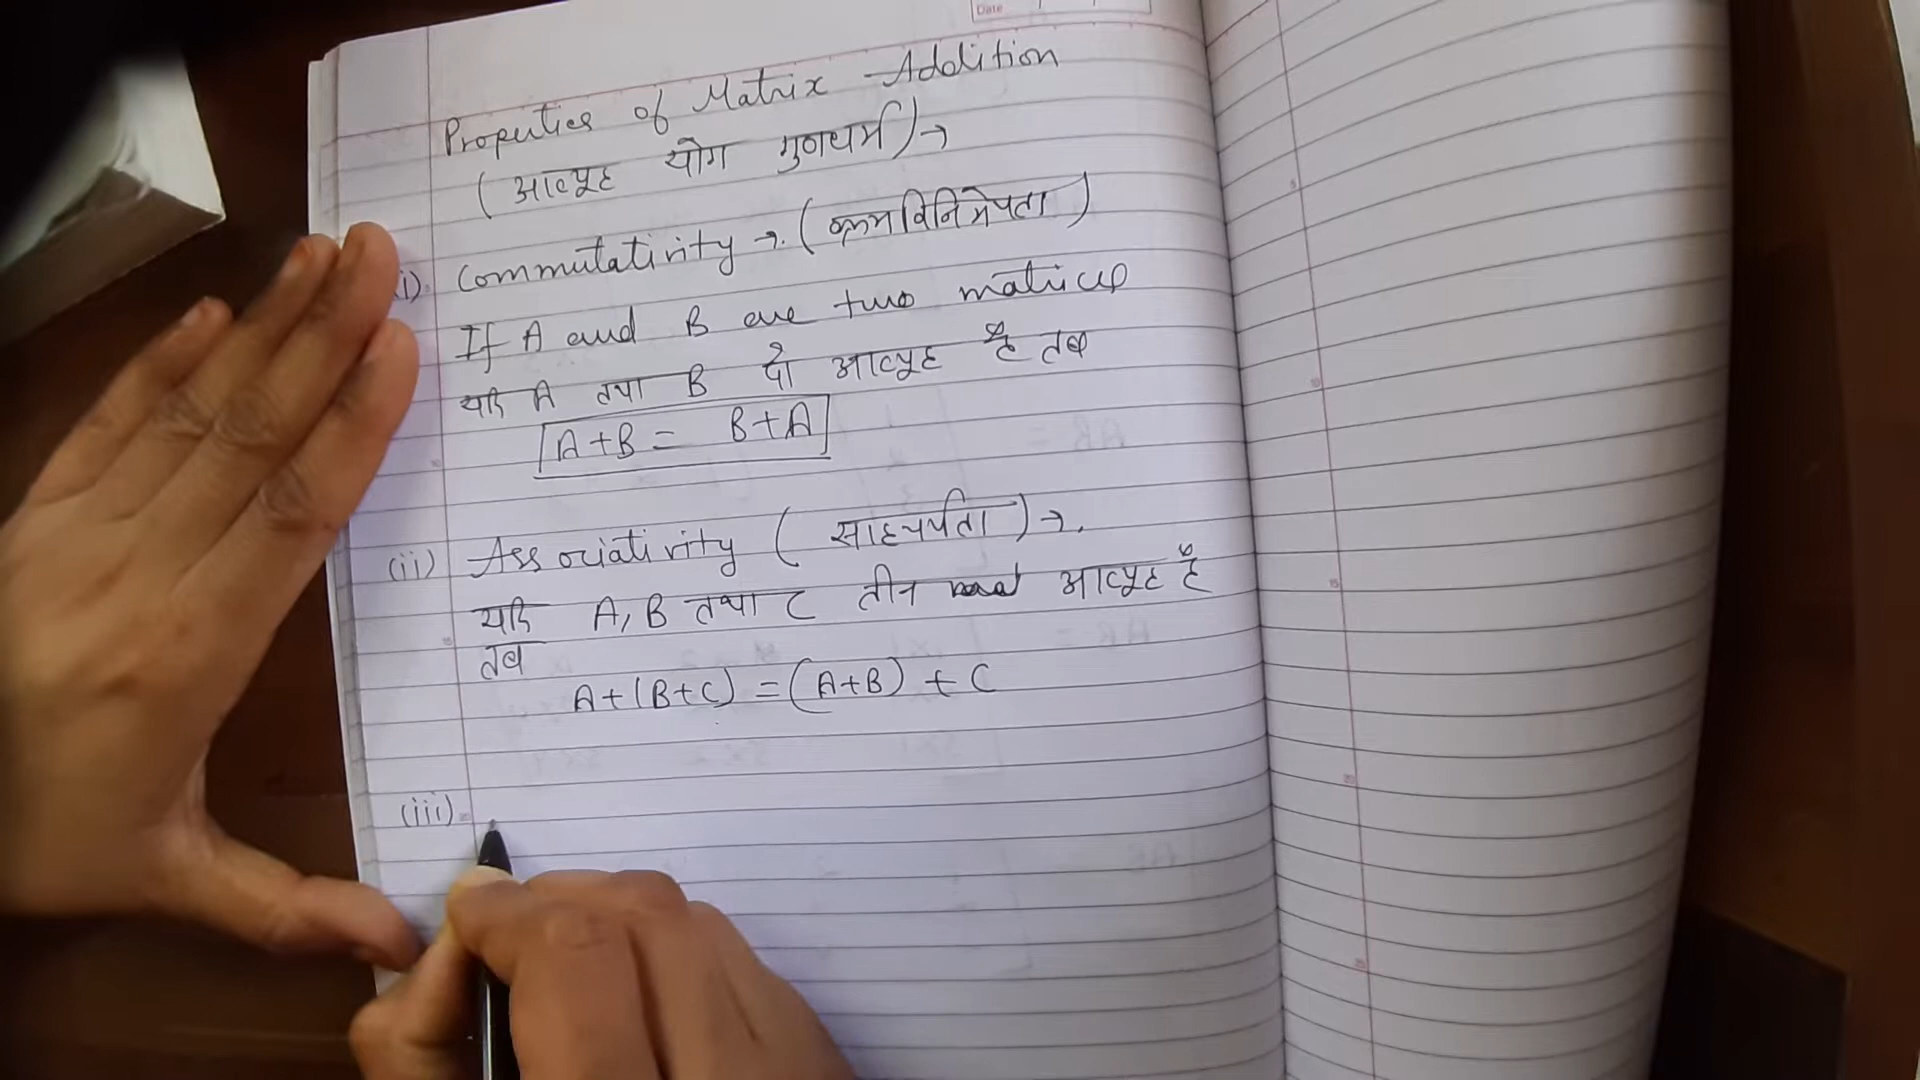 Date
Properties of Matrix Addition
( आव्यूह योग गुणधर्म ) →
(i). Commutativity →. ( क्रमविनिमेयता )
If A and B are two matrices
यदि A तथा B दो आव्यूह है तब
A+B = B+A
(ii) Associativity ( साहचर्यता ) →.
यदि A, B तथा C तीन आव्यूह है
तब
A+(B+C) = (A+B) + C
(iii)